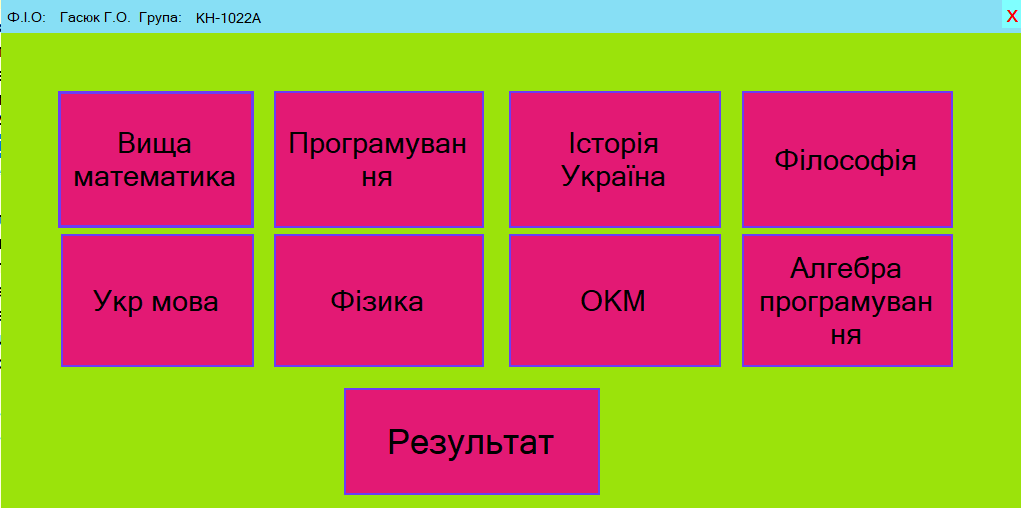 Ф.І.О: Гасюк Г.О. Група: КН-1022А X
Вища
математика
Програмуван
ня
Історія
Україна
Філософія
Укр мова
Фізика
ОКМ
Алгебра
програмуван
ня
Результат